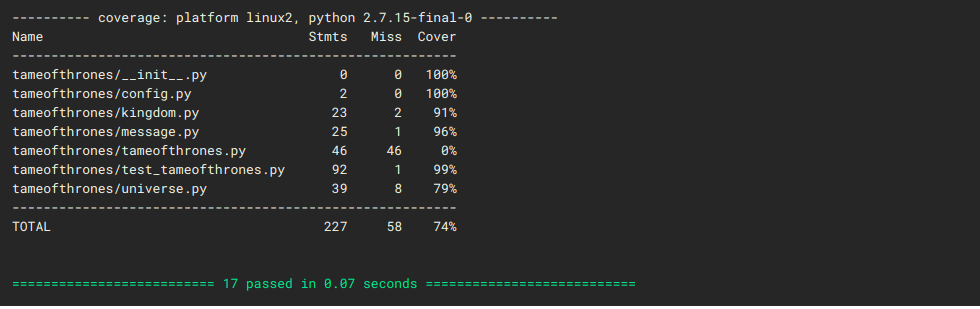 ---------- coverage: platform linux2, python 2.7.15-final-0 ----------
Name                                  Stmts   Miss  Cover
---------------------------------------------------------
tameofthrones/__init__.py                 0      0   100%
tameofthrones/config.py                   2      0   100%
tameofthrones/kingdom.py                 23      2    91%
tameofthrones/message.py                 25      1    96%
tameofthrones/tameofthrones.py           46     46     0%
tameofthrones/test_tameofthrones.py      92      1    99%
tameofthrones/universe.py                39      8    79%
---------------------------------------------------------
TOTAL                                   227     58    74%
========================== 17 passed in 0.07 seconds ===========================